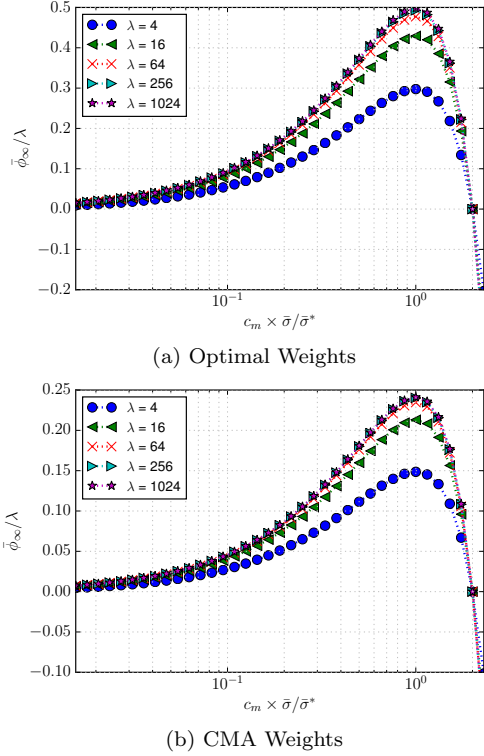 0.5
0.4
0.3
0.2
0.1
0.0
−0.1
−0.2
φ̄∞/λ
λ = 4
λ = 16
λ = 64
λ = 256
λ = 1024
10⁻¹ 10⁰
cₘ × σ̄/σ̄*
(a) Optimal Weights
0.25
0.20
0.15
0.10
0.05
0.00
−0.05
−0.10
φ̄∞/λ
λ = 4
λ = 16
λ = 64
λ = 256
λ = 1024
10⁻¹ 10⁰
cₘ × σ̄/σ̄*
(b) CMA Weights